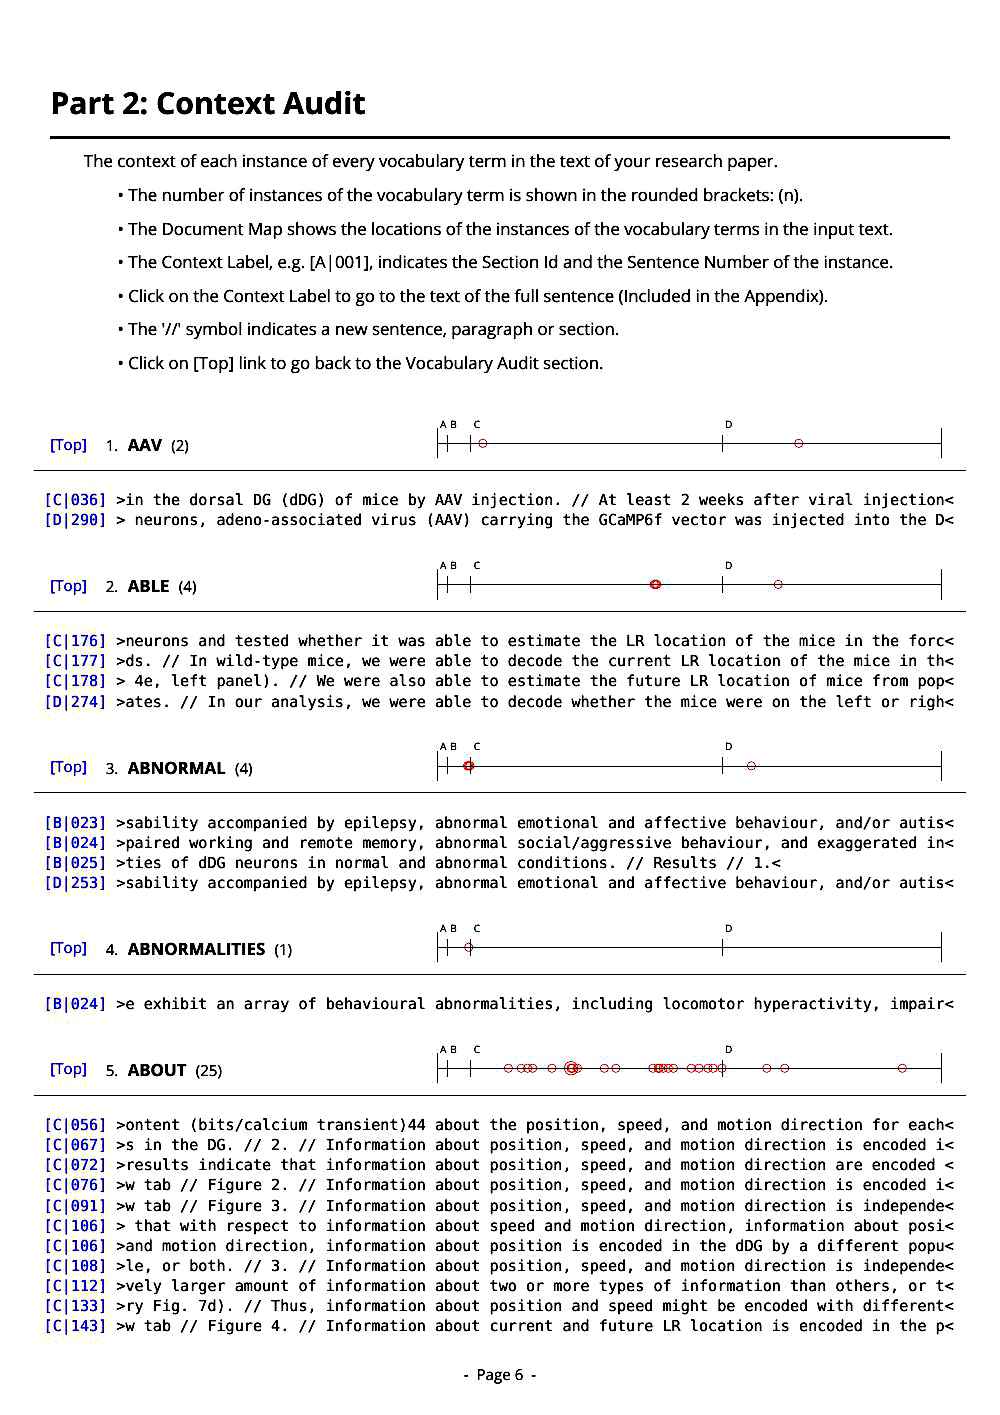 Part 2: Context Audit
The context of each instance of every vocabulary term in the text of your research paper.
• The number of instances of the vocabulary term is shown in the rounded brackets: (n).
• The Document Map shows the locations of the instances of the vocabulary terms in the input text.
• The Context Label, e.g. [A|001], indicates the Section Id and the Sentence Number of the instance.
• Click on the Context Label to go to the text of the full sentence (Included in the Appendix).
• The '//' symbol indicates a new sentence, paragraph or section.
• Click on [Top] link to go back to the Vocabulary Audit section.
A B C D
[Top] 1. AAV (2)
[C|036] >in the dorsal DG (dDG) of mice by AAV injection. // At least 2 weeks after viral injection<
[D|290] > neurons, adeno-associated virus (AAV) carrying the GCaMP6f vector was injected into the D<
A B C D
[Top] 2. ABLE (4)
[C|176] >neurons and tested whether it was able to estimate the LR location of the mice in the forc<
[C|177] >ds. // In wild-type mice, we were able to decode the current LR location of the mice in th<
[C|178] > 4e, left panel). // We were also able to estimate the future LR location of mice from pop<
[D|274] >ates. // In our analysis, we were able to decode whether the mice were on the left or righ<
A B C D
[Top] 3. ABNORMAL (4)
[B|023] >sability accompanied by epilepsy, abnormal emotional and affective behaviour, and/or autis<
[B|024] >paired working and remote memory, abnormal social/aggressive behaviour, and exaggerated in<
[B|025] >ties of dDG neurons in normal and abnormal conditions. // Results // 1.<
[D|253] >sability accompanied by epilepsy, abnormal emotional and affective behaviour, and/or autis<
A B C D
[Top] 4. ABNORMALITIES (1)
[B|024] >e exhibit an array of behavioural abnormalities, including locomotor hyperactivity, impair<
A B C D
[Top] 5. ABOUT (25)
[C|056] >ontent (bits/calcium transient)44 about the position, speed, and motion direction for each<
[C|067] >s in the DG. // 2. // Information about position, speed, and motion direction is encoded i<
[C|072] >results indicate that information about position, speed, and motion direction are encoded <
[C|076] >w tab // Figure 2. // Information about position, speed, and motion direction is encoded i<
[C|091] >w tab // Figure 3. // Information about position, speed, and motion direction is independe<
[C|106] > that with respect to information about speed and motion direction, information about posi<
[C|106] >and motion direction, information about position is encoded in the dDG by a different popu<
[C|108] >le, or both. // 3. // Information about position, speed, and motion direction is independe<
[C|112] >vely larger amount of information about two or more types of information than others, or t<
[C|133] >ry Fig. 7d). // Thus, information about position and speed might be encoded with different<
[C|143] >w tab // Figure 4. // Information about current and future LR location is encoded in the p<
- Page 6 -